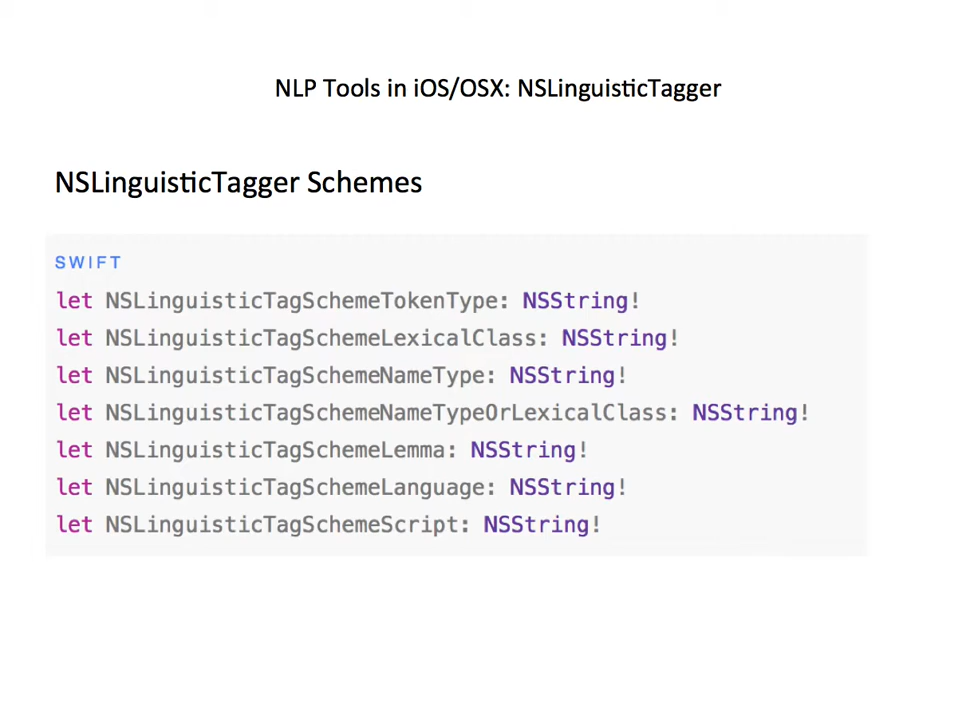 NLP Tools in iOS/OSX: NSLinguisticTagger
NSLinguisticTagger Schemes
SWIFT
let NSLinguisticTagSchemeTokenType: NSString!
let NSLinguisticTagSchemeLexicalClass: NSString!
let NSLinguisticTagSchemeNameType: NSString!
let NSLinguisticTagSchemeNameTypeOrLexicalClass: NSString!
let NSLinguisticTagSchemeLemma: NSString!
let NSLinguisticTagSchemeLanguage: NSString!
let NSLinguisticTagSchemeScript: NSString!